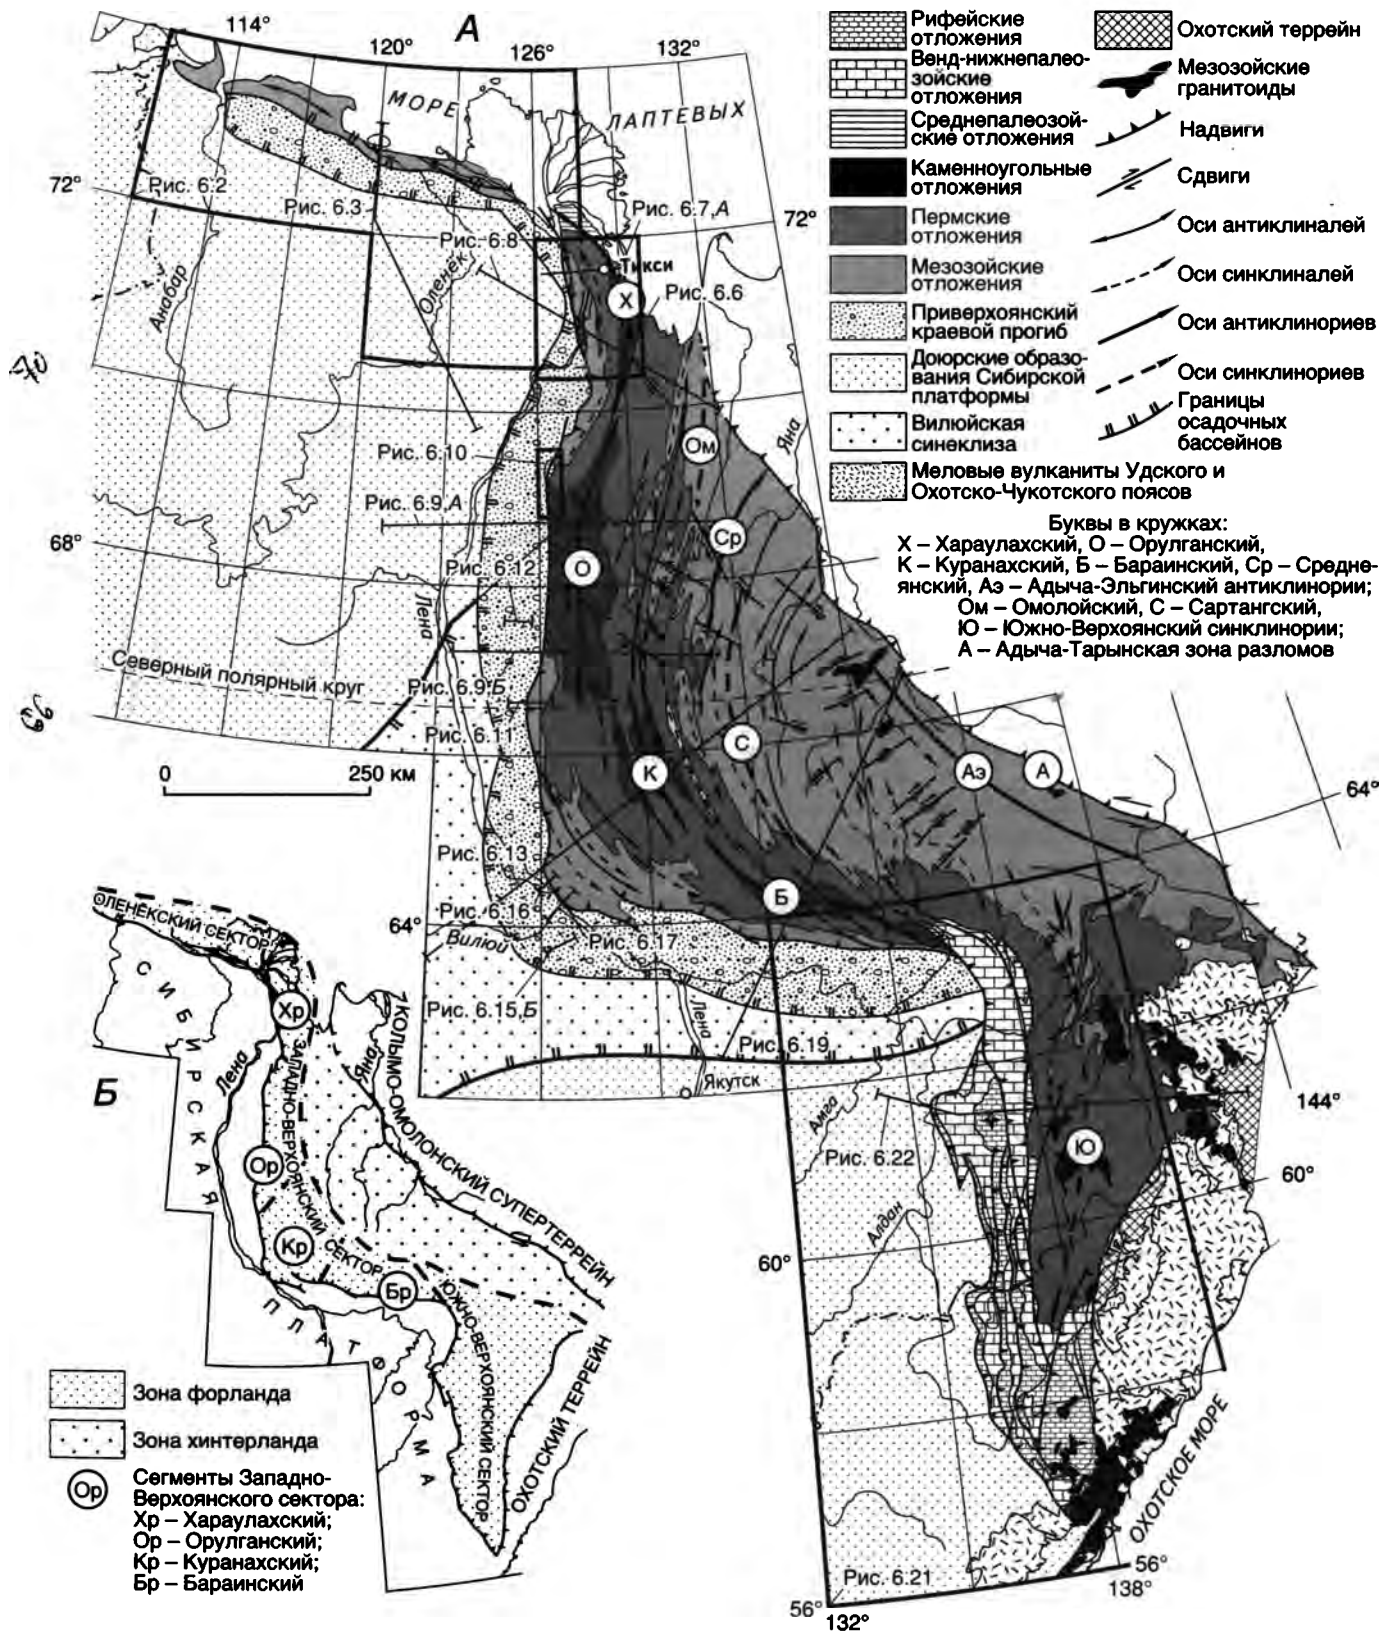 А
114°
120°
126°
132°
МОРЕ
ЛАПТЕВЫХ
72°
72°
Рис. 6.2
Рис. 6.3
Рис. 6.7,А
Рис. 6.8
Тикси
Оленёк
Анабар
Х
Рис. 6.6
70
Яна
Ом
Рис. 6.10
Рис. 6.9,А
68°
Ср
О
Рис. 6.12
Лена
Северный полярный круг
Рис. 6.9,Б
66
Рис. 6.11
С
0 250 км
К
Аэ
А
64°
Рис. 6.13
Б
Рис. 6.16
64°
Вилюй
Рис. 6.17
Рис. 6.15,Б
Лена
Рис. 6.19
Якутск
Амга
144°
Рис. 6.22
Ю
60°
Алдан
60°
ОХОТСКОЕ МОРЕ
Рис. 6.21
56°
138°
56°
132°
Рифейские
отложения
Венд-нижнепалео-
зойские
отложения
Среднепалеозой-
ские отложения
Каменноугольные
отложения
Пермские
отложения
Мезозойские
отложения
Приверхоянский
краевой прогиб
Доюрские образо-
вания Сибирской
платформы
Вилюйская
синеклиза
Меловые вулканиты Удского и
Охотско-Чукотского поясов
Охотский террейн
Мезозойские
гранитоиды
Надвиги
Сдвиги
Оси антиклиналей
Оси синклиналей
Оси антиклинориев
Оси синклинориев
Границы
осадочных
бассейнов
Буквы в кружках:
Х – Хараулахский, О – Орулганский,
К – Куранахский, Б – Бараинский, Ср – Средне-
янский, Аэ – Адыча-Эльгинский антиклинории;
Ом – Омолойский, С – Сартангский,
Ю – Южно-Верхоянский синклинории;
А – Адыча-Тарынская зона разломов
Б
ОЛЕНЁКСКИЙ СЕКТОР
СИБИРСКАЯ
ПЛАТФОРМА
Хр
Лена
Яна
ЗАПАДНО-ВЕРХОЯНСКИЙ СЕКТОР
КОЛЫМО-ОМОЛОНСКИЙ СУПЕРТЕРРЕЙН
Ор
Кр
Бр
ЮЖНО-ВЕРХОЯНСКИЙ СЕКТОР
ОХОТСКИЙ ТЕРРЕЙН
Зона форланда
Зона хинтерланда
Ор
Сегменты Западно-
Верхоянского сектора:
Хр – Хараулахский;
Ор – Орулганский;
Кр – Куранахский;
Бр – Бараинский